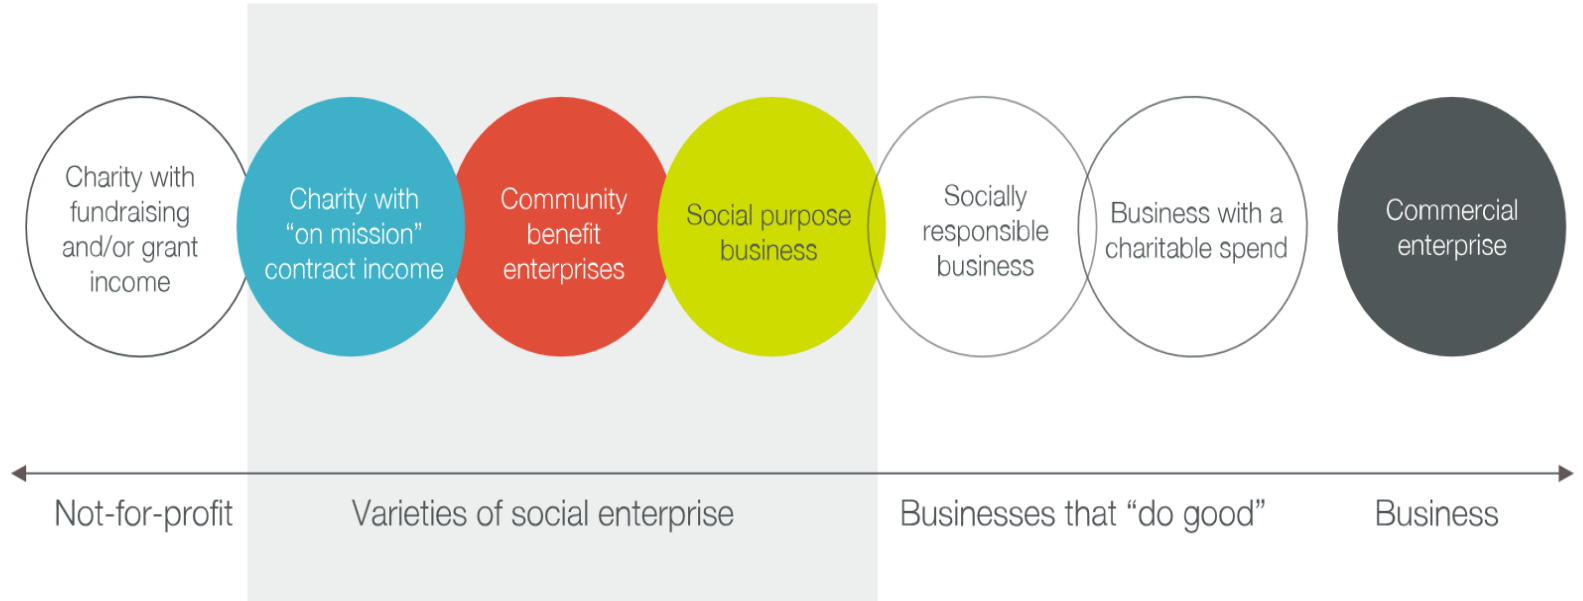 Charity with
fundraising
and/or grant
income
Charity with
“on mission”
contract income
Community
benefit
enterprises
Social purpose
business
Socially
responsible
business
Business with a
charitable spend
Commercial
enterprise
Not-for-profit
Varieties of social enterprise
Businesses that “do good”
Business